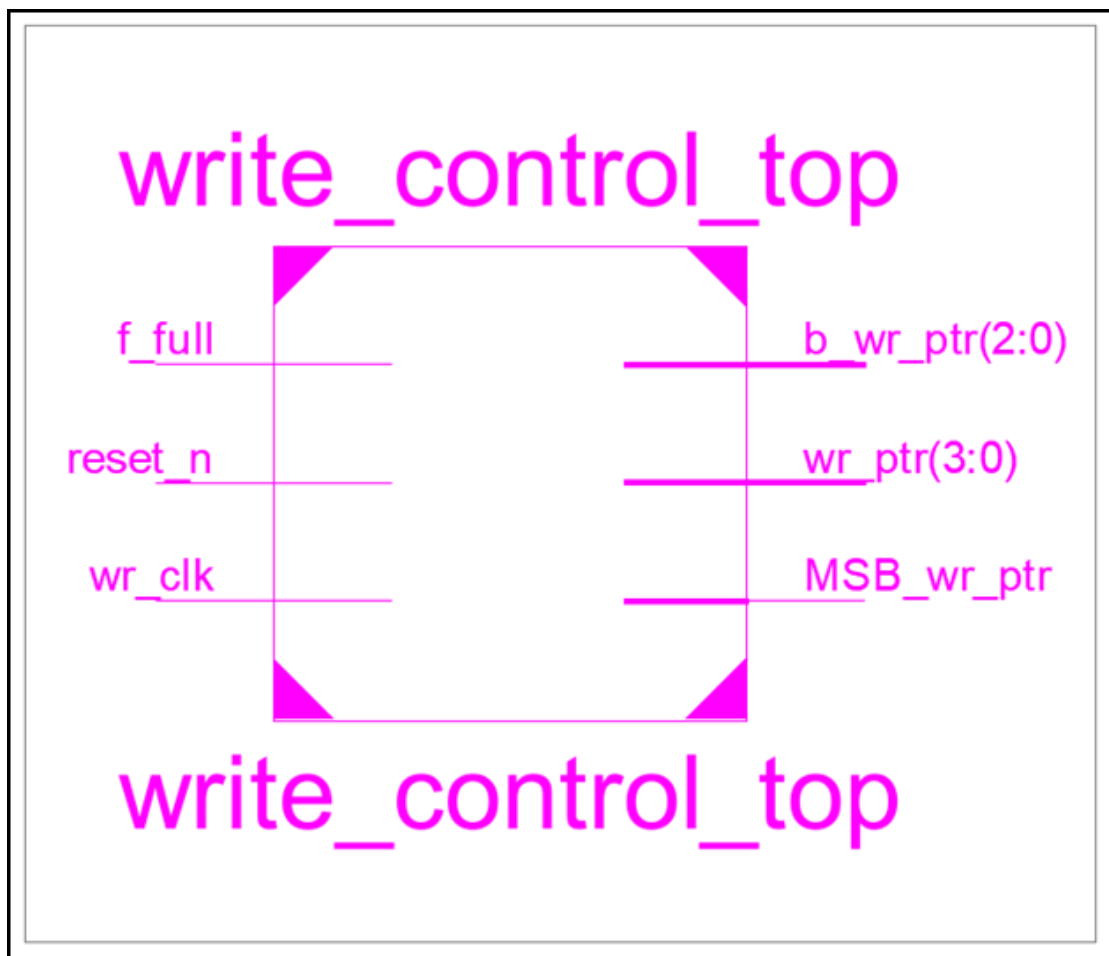 write_control_top
f_full
b_wr_ptr(2:0)
reset_n
wr_ptr(3:0)
wr_clk
MSB_wr_ptr
write_control_top